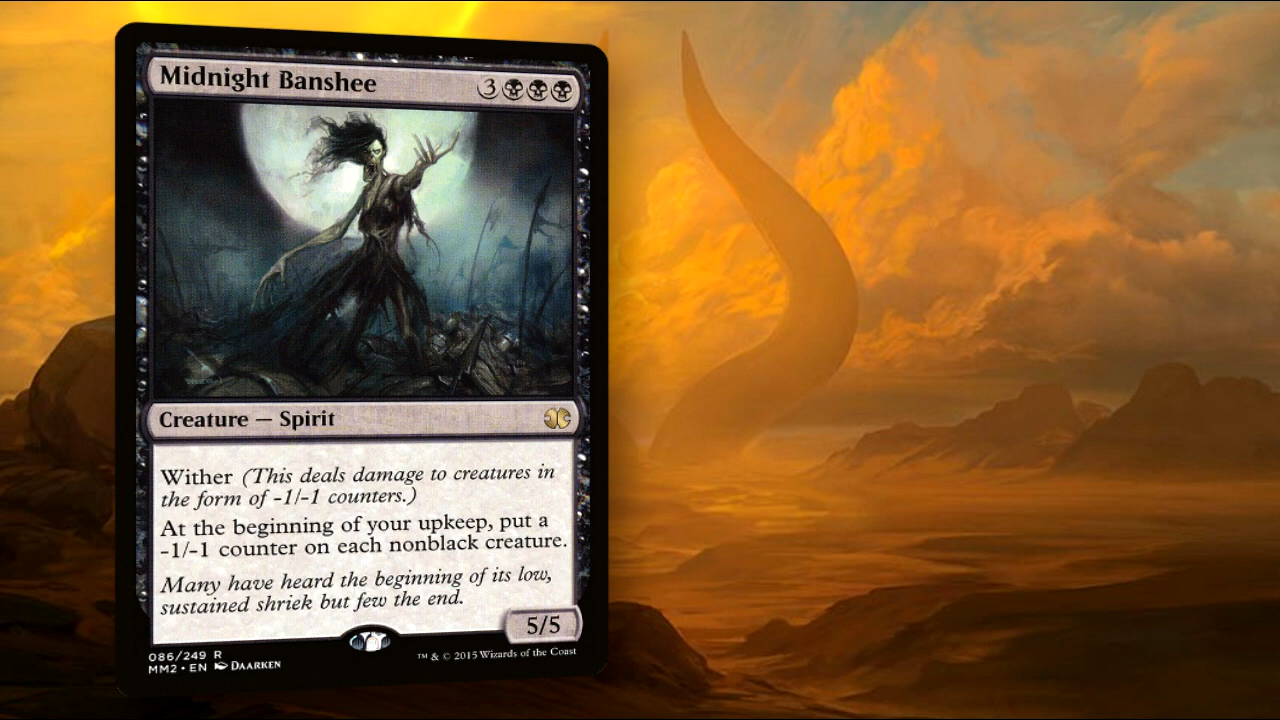 Midnight Banshee
3
Creature — Spirit
Wither (This deals damage to creatures in
the form of -1/-1 counters.)
At the beginning of your upkeep, put a
-1/-1 counter on each nonblack creature.
Many have heard the beginning of its low,
sustained shriek but few the end.
5/5
086/249 R
MM2 • EN DAARKEN
™ & © 2015 Wizards of the Coast